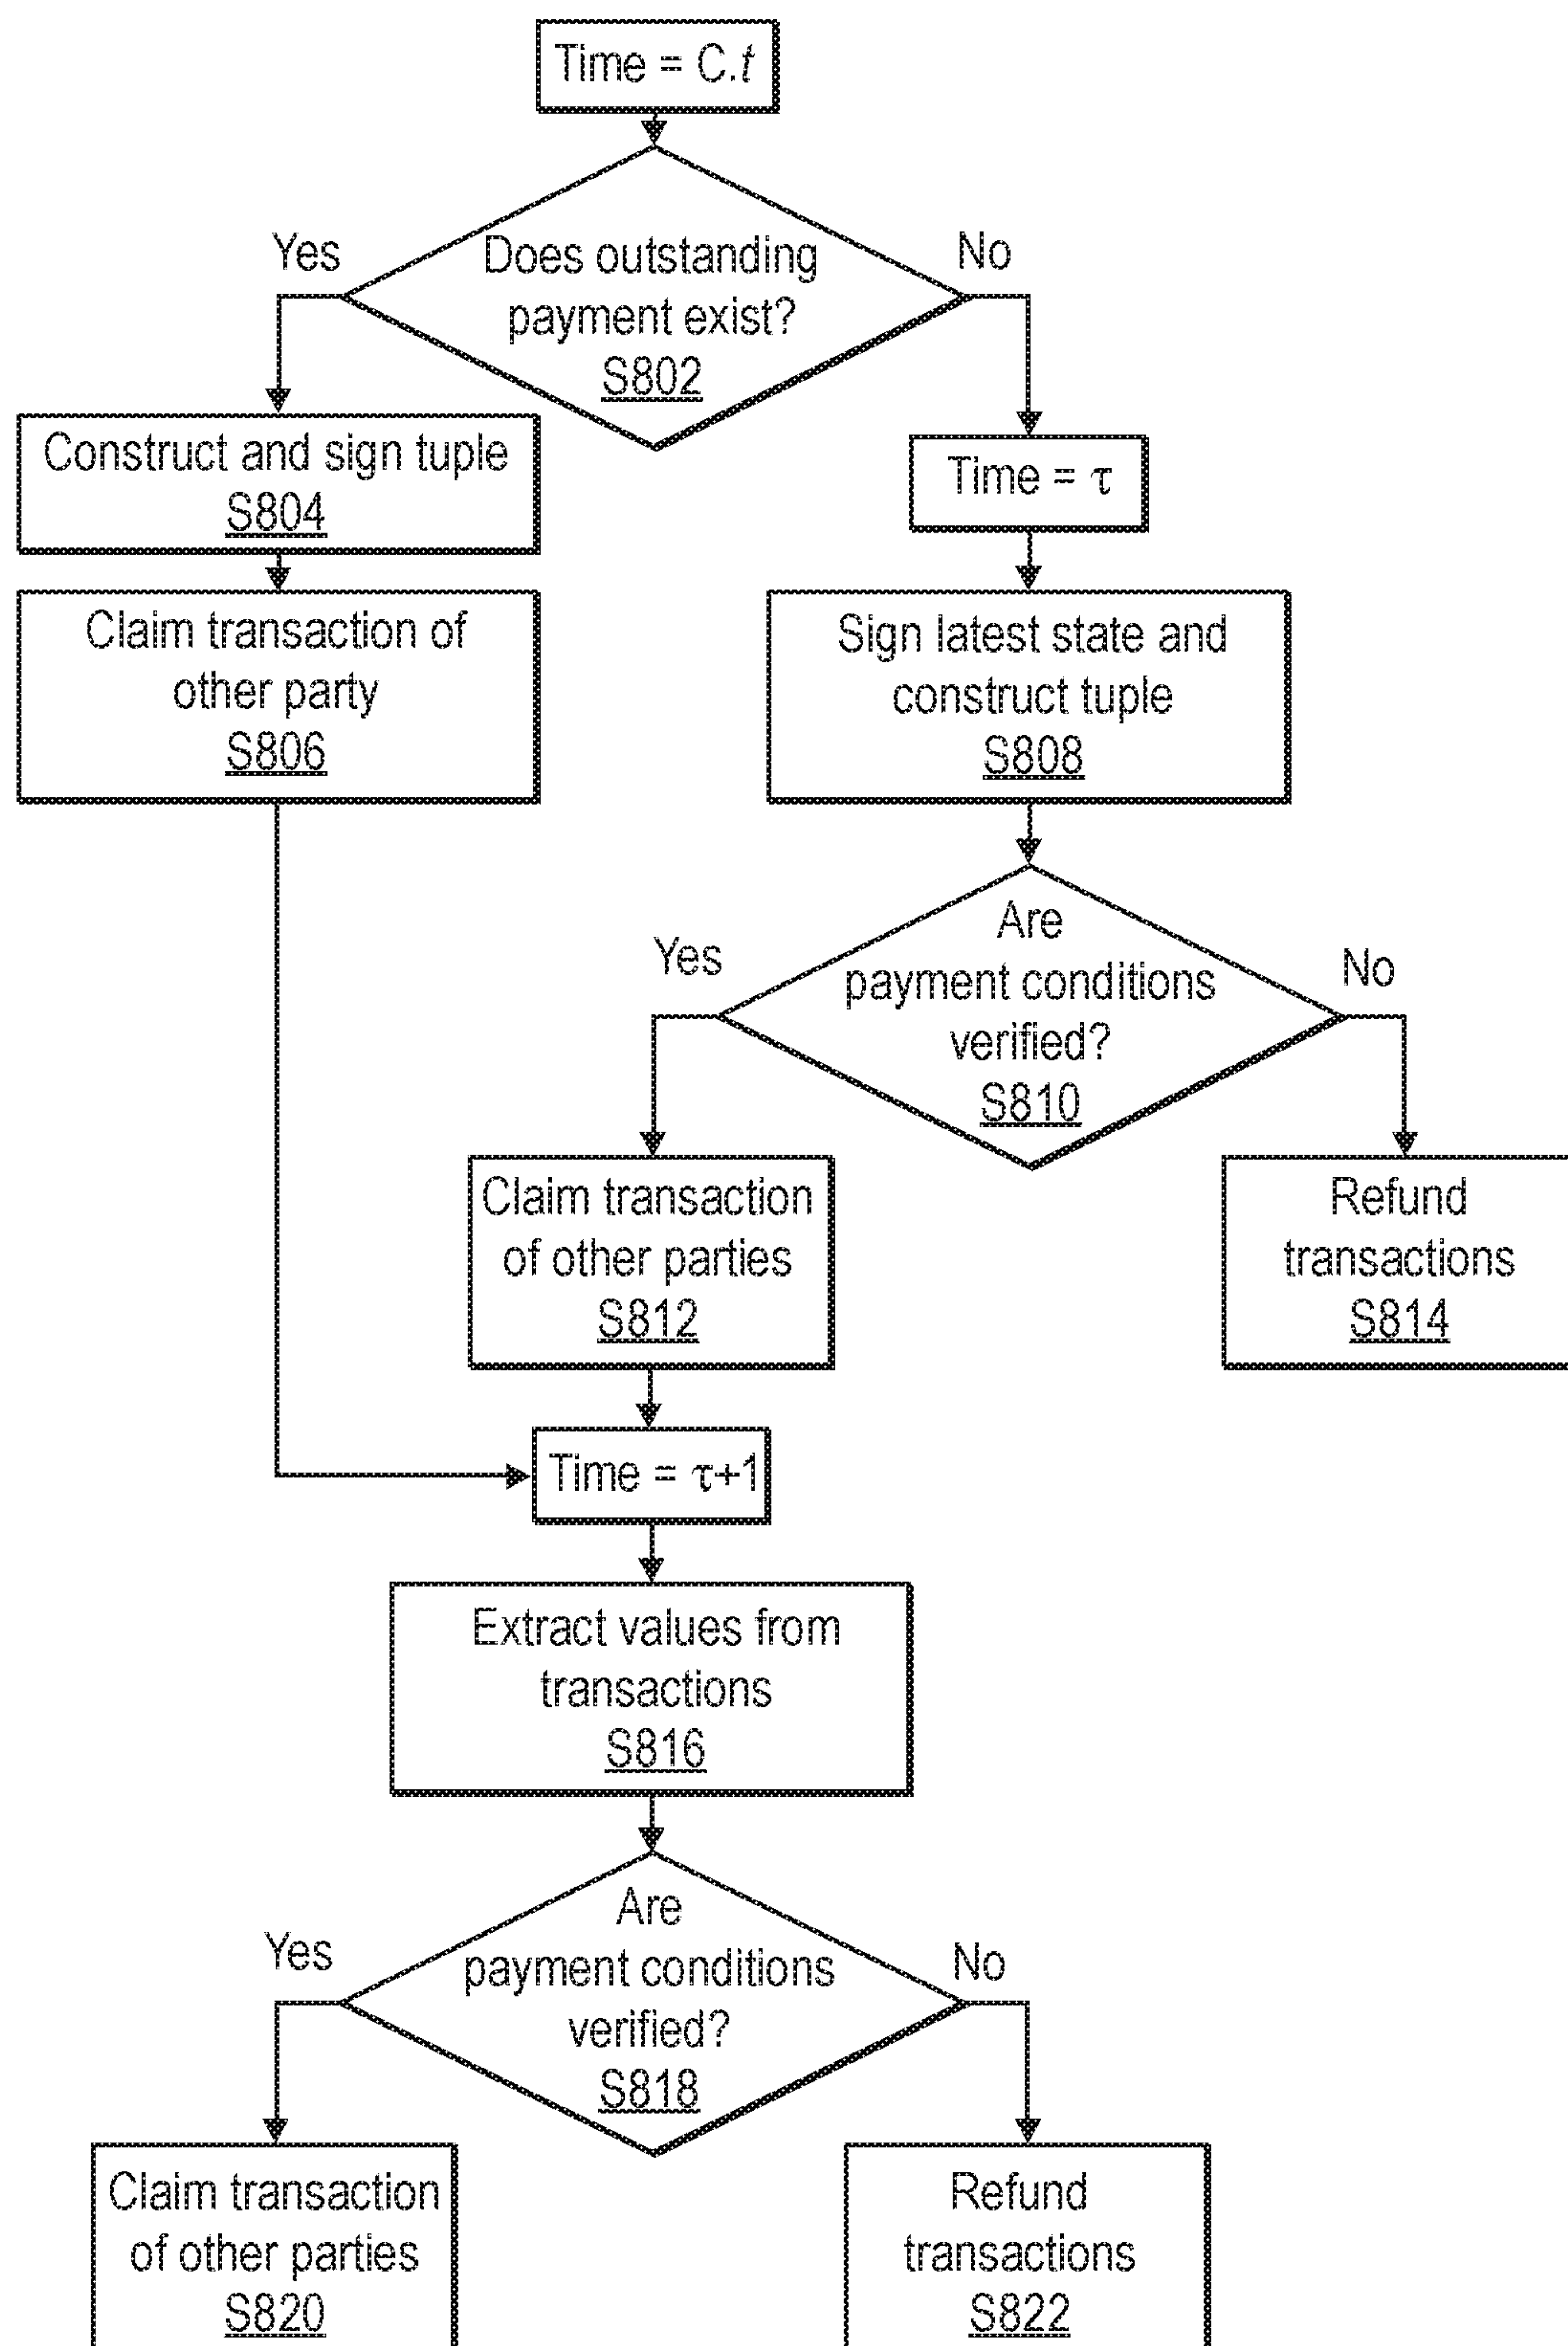 Time = C.t
Does outstanding
payment exist?
S802
Yes
No
Construct and sign tuple
S804
Time = τ
Claim transaction of
other party
S806
Sign latest state and
construct tuple
S808
Are
payment conditions
verified?
S810
Yes
No
Claim transaction
of other parties
S812
Refund
transactions
S814
Time = τ+1
Extract values from
transactions
S816
Are
payment conditions
verified?
S818
Yes
No
Claim transaction
of other parties
S820
Refund
transactions
S822